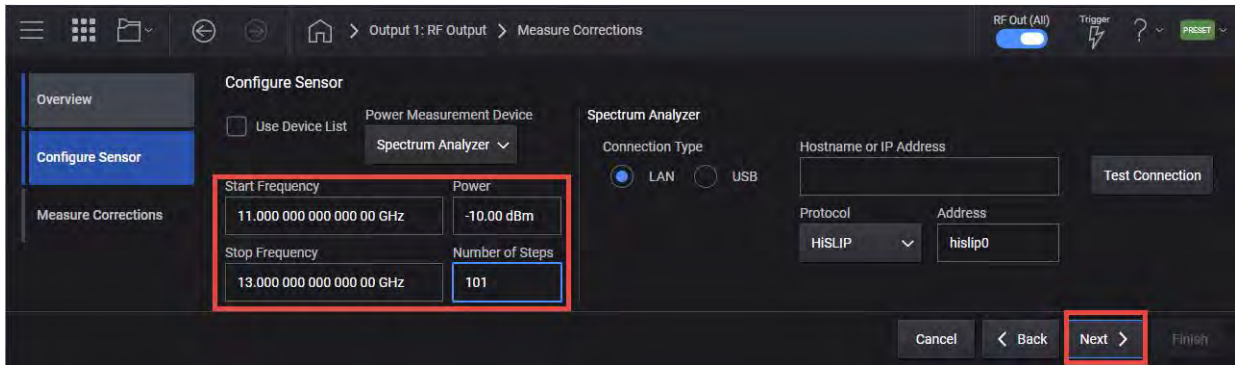 Output 1: RF Output > Measure Corrections
RF Out (All)
Trigger
?
PRESET
Overview
Configure Sensor
Measure Corrections
Configure Sensor
Use Device List
Power Measurement Device
Spectrum Analyzer
Start Frequency
Power
11.000 000 000 000 00 GHz
-10.00 dBm
Stop Frequency
Number of Steps
13.000 000 000 000 00 GHz
101
Spectrum Analyzer
Connection Type
LAN
USB
Hostname or IP Address
Test Connection
Protocol
Address
HiSLIP
hislip0
Cancel
Back
Next
Finish